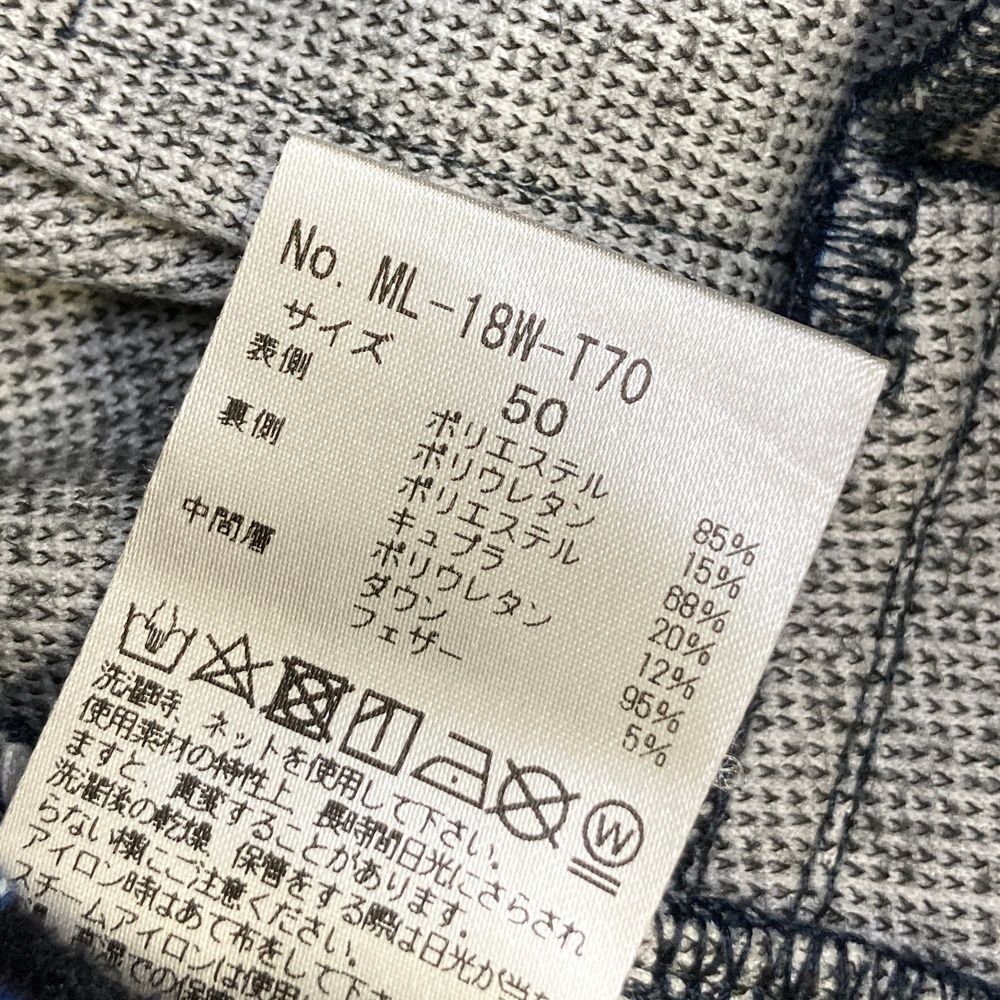 No. ML-18W-T70
サイズ 50
表側 ポリエステル 85%
ポリウレタン 15%
裏側 ポリエステル 68%
キュプラ 20%
ポリウレタン 12%
中間層 ダウン 95%
フェザー 5%
洗濯時、ネットを使用して下さい。
使用素材の特性上、長時間日光にさらされ
ますと、黄変することがあります。
洗濯後の乾燥、保管をする際は日光が当た
らない様にご注意ください。
アイロン時はあて布をして下
スチームアイロンは使用
温での